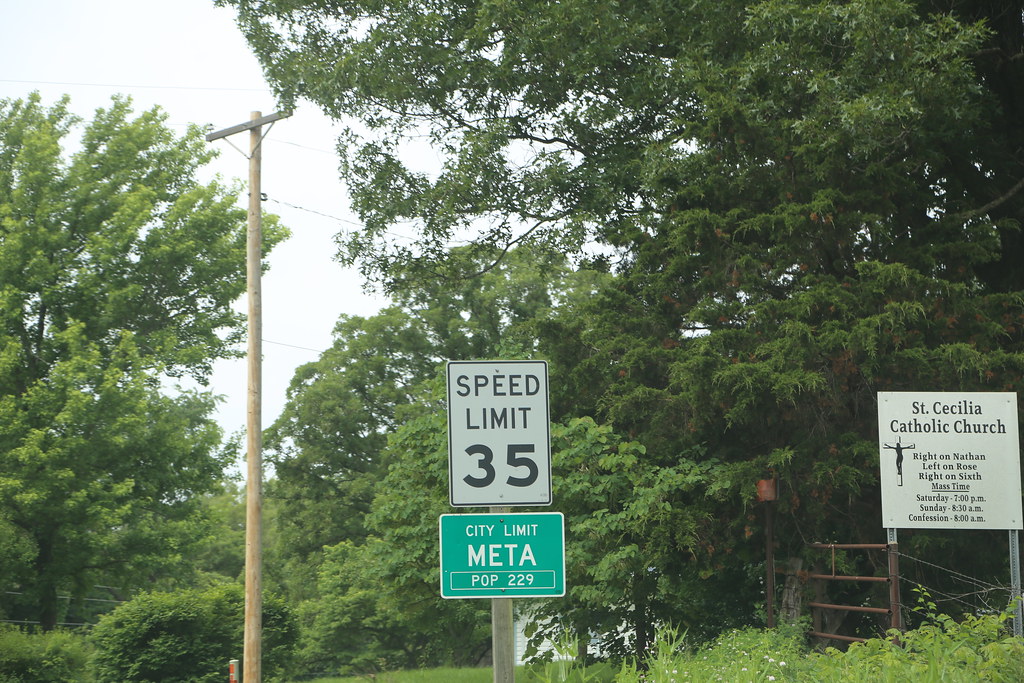 SPEED
LIMIT
35
CITY LIMIT
META
POP 229
St. Cecilia
Catholic Church
Right on Nathan
Left on Rose
Right on Sixth
Mass Time
Saturday - 7:00 p.m.
Sunday - 8:30 a.m.
Confession - 8:00 a.m.